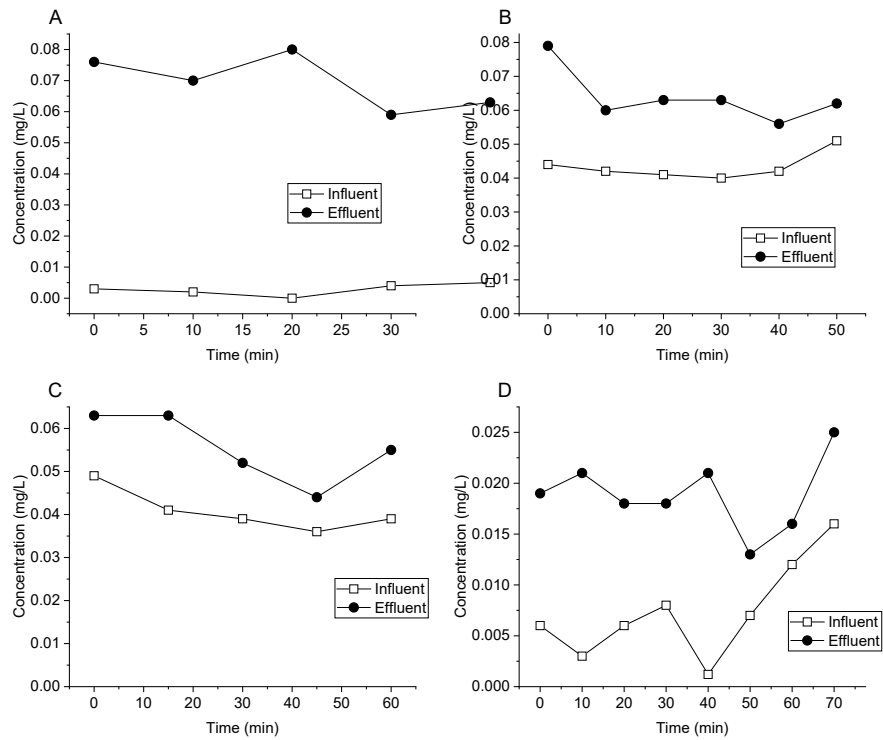 A
Concentration (mg/L)
0.08
0.07
0.06
0.05
0.04
0.03
0.02
0.01
0.00
Influent
Effluent
0 5 10 15 20 25 30
Time (min)
B
Concentration (mg/L)
0.08
0.07
0.06
0.05
0.04
0.03
0.02
0.01
0.00
Influent
Effluent
0 10 20 30 40 50
Time (min)
C
Concentration (mg/L)
0.06
0.05
0.04
0.03
0.02
0.01
0.00
Influent
Effluent
0 10 20 30 40 50 60
Time (min)
D
Concentration (mg/L)
0.025
0.020
0.015
0.010
0.005
0.000
Influent
Effluent
0 10 20 30 40 50 60 70
Time (min)